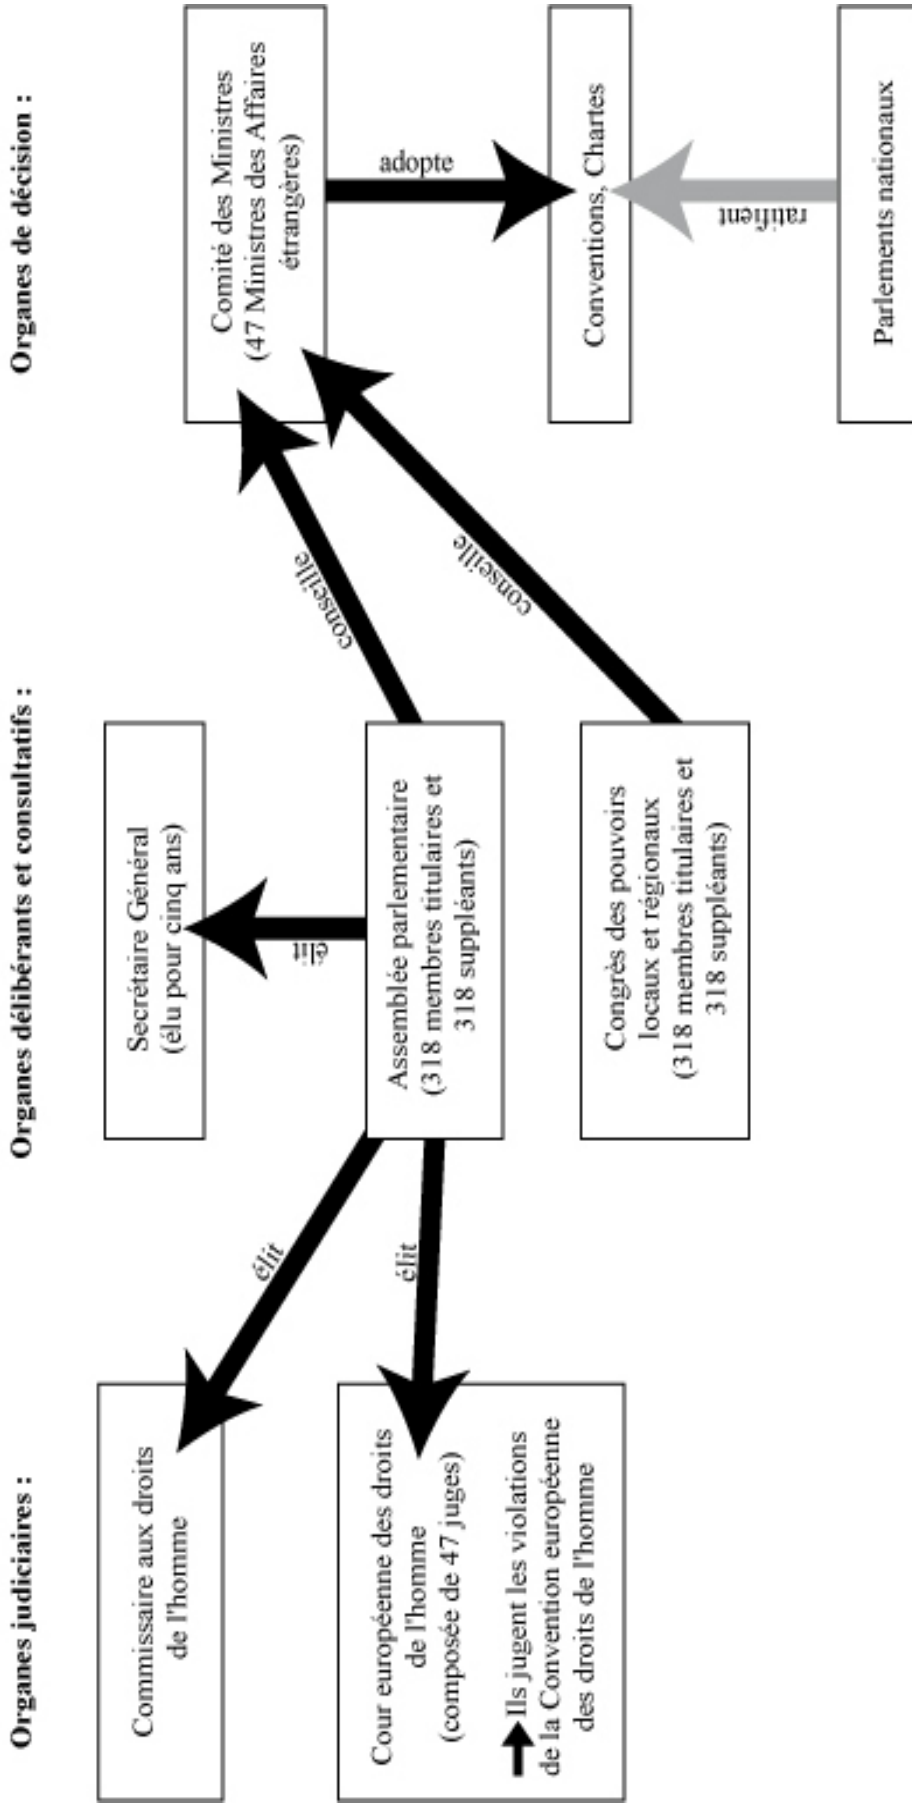 Organes judiciaires :
Commissaire aux droits
de l'homme
Cour européenne des droits
de l'homme
(composée de 47 juges)
Ils jugent les violations
de la Convention européenne
des droits de l'homme
élit
élit
Organes délibérants et consultatifs :
Secrétaire Général
(élu pour cinq ans)
élit
Assemblée parlementaire
(318 membres titulaires et
318 suppléants)
Congrès des pouvoirs
locaux et régionaux
(318 membres titulaires et
318 suppléants)
conseille
conseille
Organes de décision :
Comité des Ministres
(47 Ministres des Affaires
étrangères)
adopte
Conventions, Chartes
ratifient
Parlements nationaux